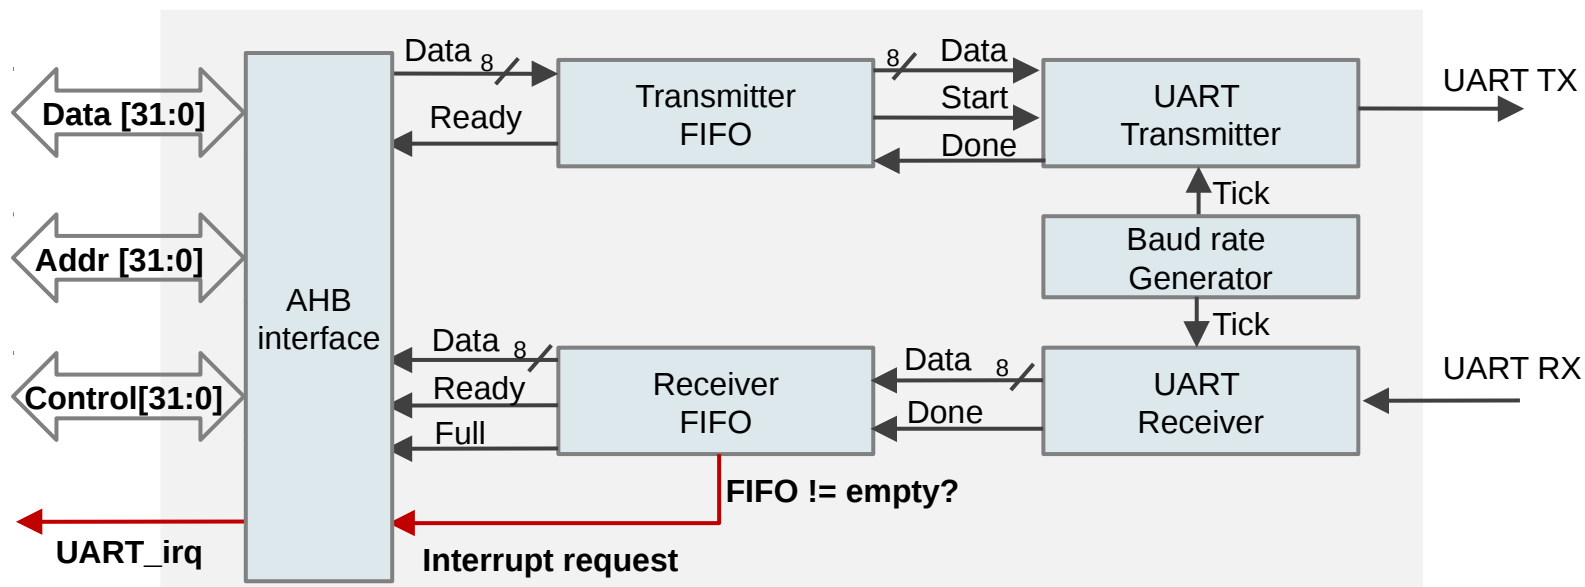 Data 8
8 Data
UART TX
Data [31:0]
Transmitter
FIFO
UART
Transmitter
Ready
Start
Done
Tick
Addr [31:0]
Baud rate
Generator
AHB
interface
Tick
Data 8
Data 8
UART RX
Control[31:0]
Ready
Receiver
FIFO
UART
Receiver
Done
Full
FIFO != empty?
UART_irq
Interrupt request